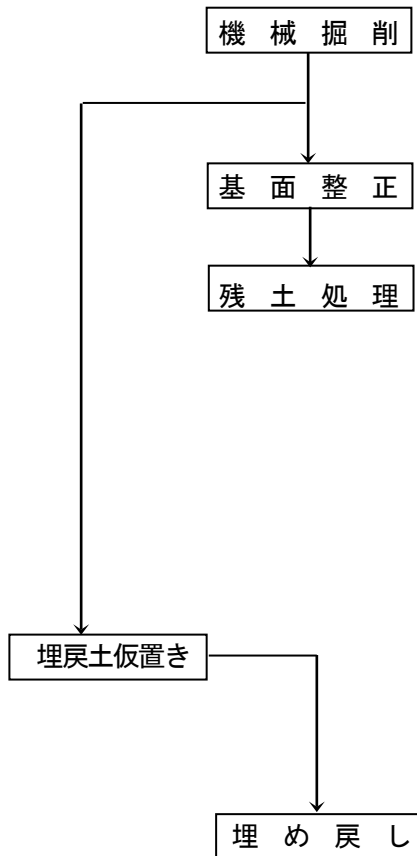 機械掘削
基面整正
残土処理
埋戻土仮置き
埋め戻し